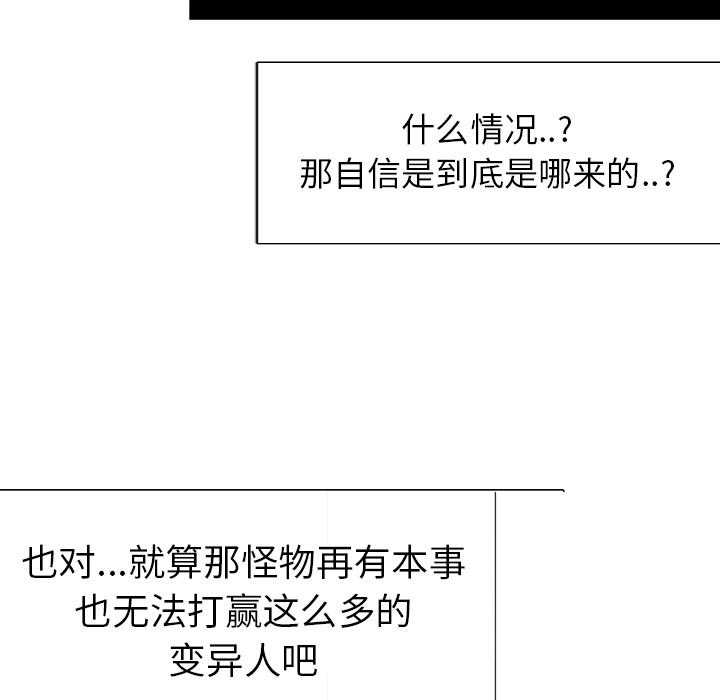 什么情况..?
那自信是到底是哪来的..?
也对...就算那怪物再有本事
也无法打赢这么多的
变异人吧